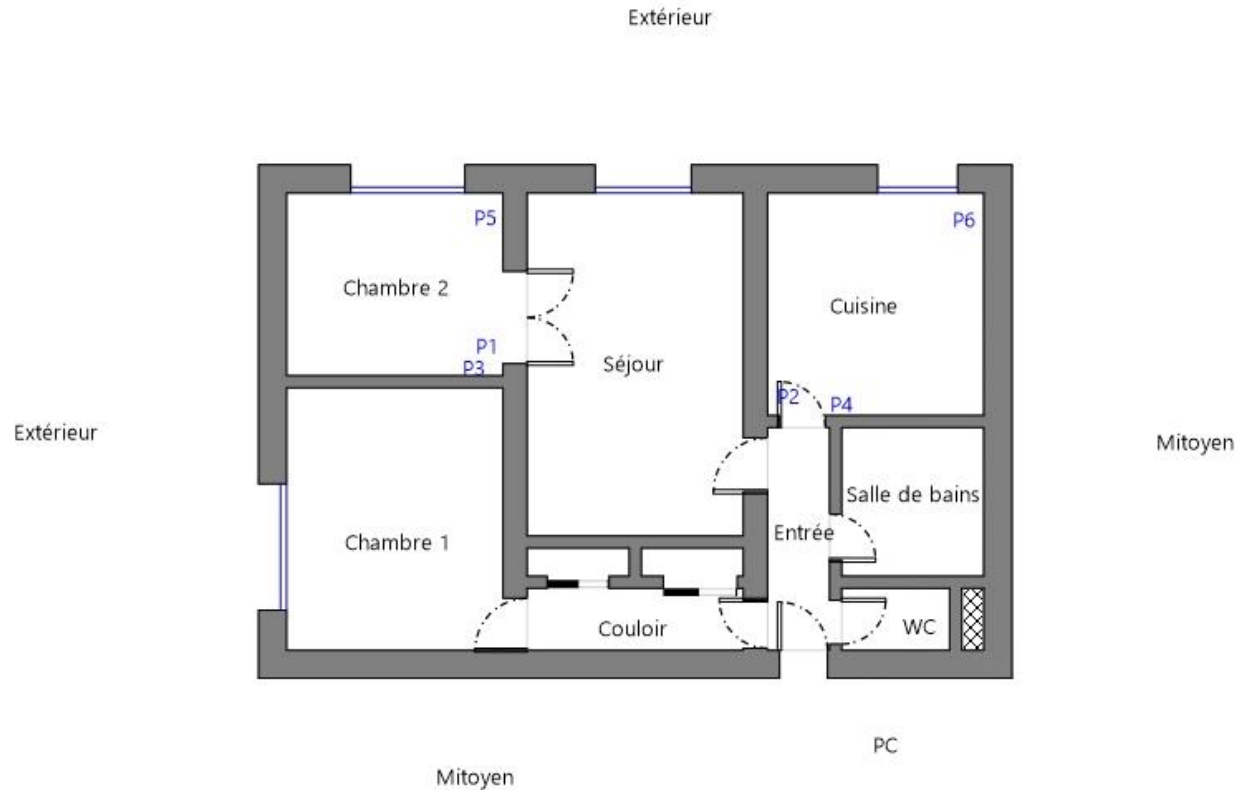 Extérieur
P5
P6
Chambre 2
Cuisine
P1
Séjour
P3
P2
P4
Extérieur
Mitoyen
Salle de bains
Entrée
Chambre 1
Couloir
WC
PC
Mitoyen